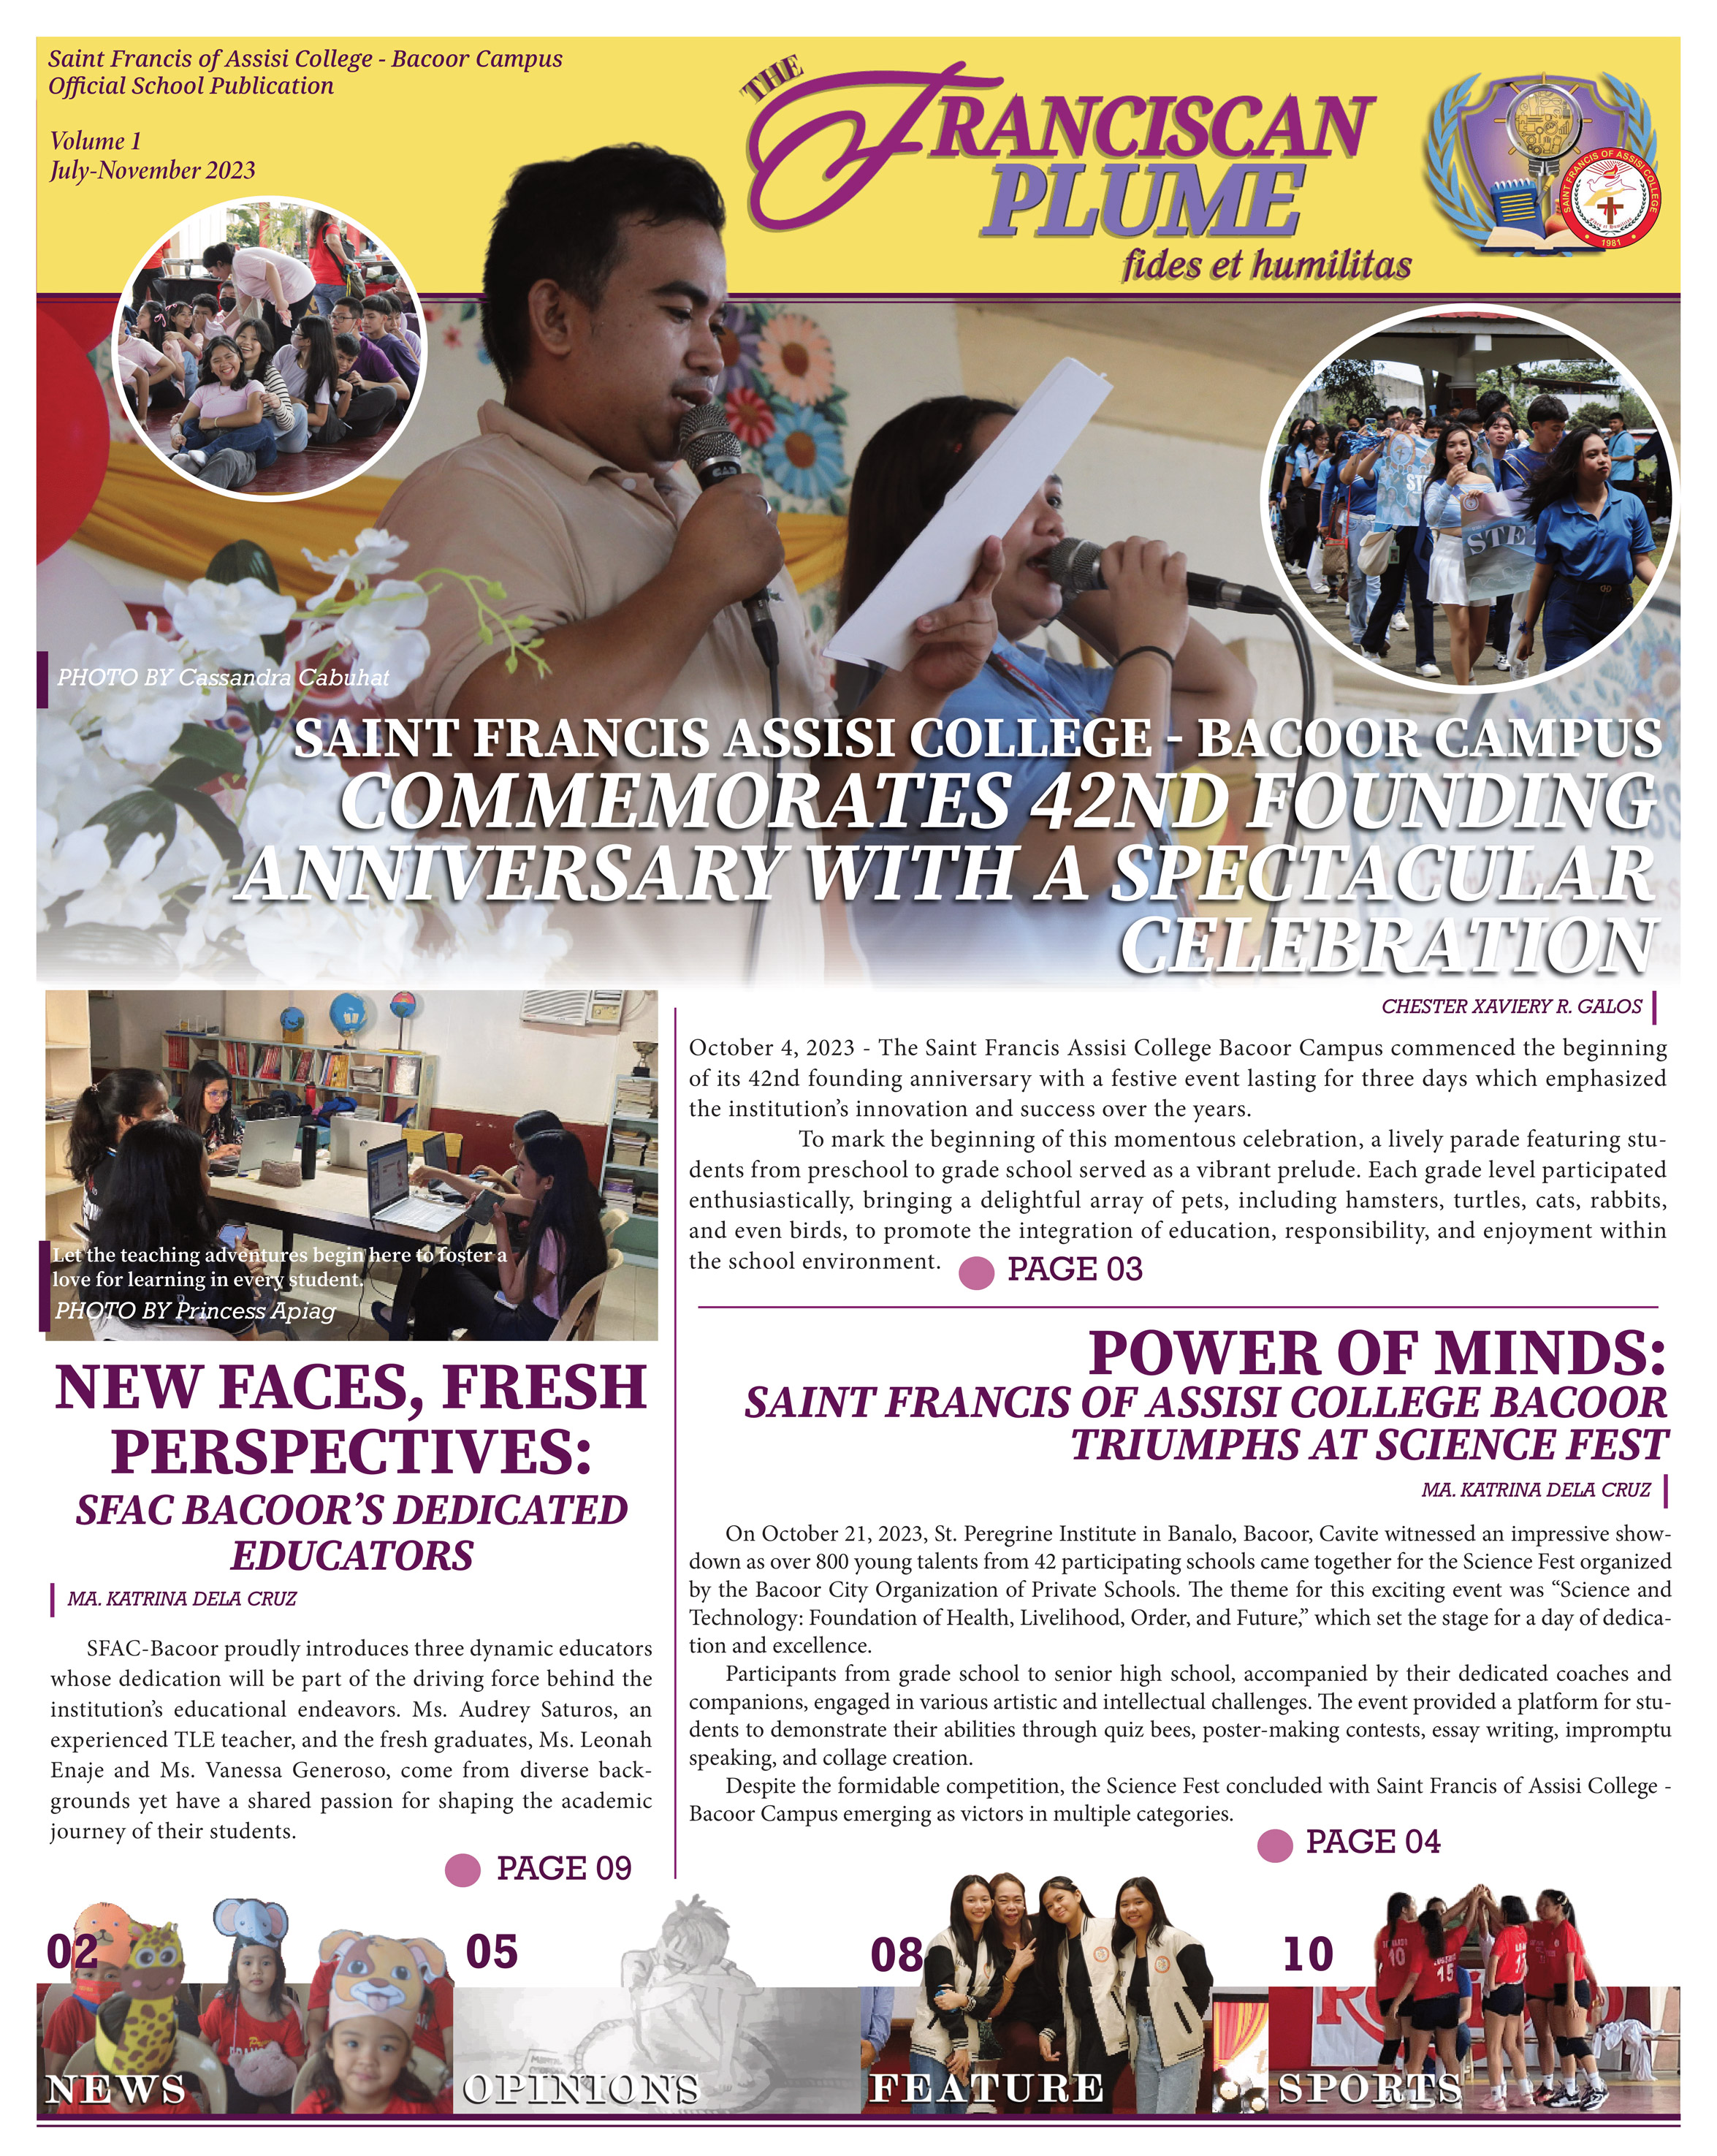 Saint Francis of Assisi College - Bacoor Campus
Official School Publication
Volume 1
July-November 2023
THE
FRANCISCAN
PLUME
fides et humilitas
SAINT FRANCIS OF ASSISI COLLEGE
1981
STE
PHOTO BY Cassandra Cabuhat
SAINT FRANCIS ASSISI COLLEGE - BACOOR CAMPUS
COMMEMORATES 42ND FOUNDING
ANNIVERSARY WITH A SPECTACULAR
CELEBRATION
CHESTER XAVIERY R. GALOS
October 4, 2023 - The Saint Francis Assisi College Bacoor Campus commenced the beginning
of its 42nd founding anniversary with a festive event lasting for three days which emphasized
the institution's innovation and success over the years.
To mark the beginning of this momentous celebration, a lively parade featuring stu-
dents from preschool to grade school served as a vibrant prelude. Each grade level participated
enthusiastically, bringing a delightful array of pets, including hamsters, turtles, cats, rabbits,
and even birds, to promote the integration of education, responsibility, and enjoyment within
the school environment.
PAGE 03
Let the teaching adventures begin here to foster a
love for learning in every student.
PHOTO BY Princess Apiag
NEW FACES, FRESH
PERSPECTIVES:
SFAC BACOOR'S DEDICATED
EDUCATORS
MA. KATRINA DELA CRUZ
SFAC-Bacoor proudly introduces three dynamic educators
whose dedication will be part of the driving force behind the
institution's educational endeavors. Ms. Audrey Saturos, an
experienced TLE teacher, and the fresh graduates, Ms. Leonah
Enaje and Ms. Vanessa Generoso, come from diverse back-
grounds yet have a shared passion for shaping the academic
journey of their students.
PAGE 09
POWER OF MINDS:
SAINT FRANCIS OF ASSISI COLLEGE BACOOR
TRIUMPHS AT SCIENCE FEST
MA. KATRINA DELA CRUZ
On October 21, 2023, St. Peregrine Institute in Banalo, Bacoor, Cavite witnessed an impressive show-
down as over 800 young talents from 42 participating schools came together for the Science Fest organized
by the Bacoor City Organization of Private Schools. The theme for this exciting event was “Science and
Technology: Foundation of Health, Livelihood, Order, and Future,” which set the stage for a day of dedica-
tion and excellence.
Participants from grade school to senior high school, accompanied by their dedicated coaches and
companions, engaged in various artistic and intellectual challenges. The event provided a platform for stu-
dents to demonstrate their abilities through quiz bees, poster-making contests, essay writing, impromptu
speaking, and collage creation.
Despite the formidable competition, the Science Fest concluded with Saint Francis of Assisi College -
Bacoor Campus emerging as victors in multiple categories.
PAGE 04
02
NEWS
05
OPINIONS
08
FEATURE
10
SPORTS
10
15